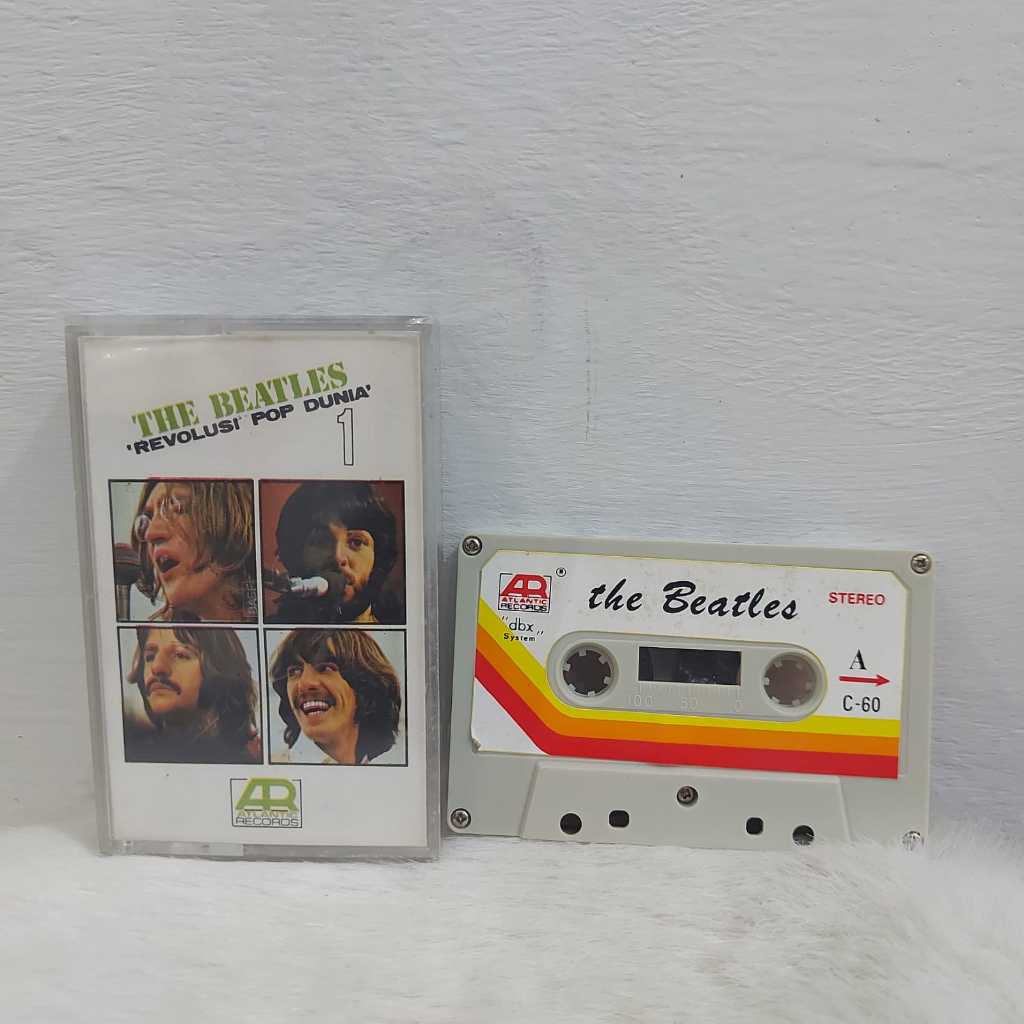 THE BEATLES
'REVOLUSI' POP DUNIA'
1
BASF
AR
ATLANTIC
RECORDS
AR
ATLANTIC
RECORDS
®
the Beatles
STEREO
"dbx"
System
A
C-60
100 50 0